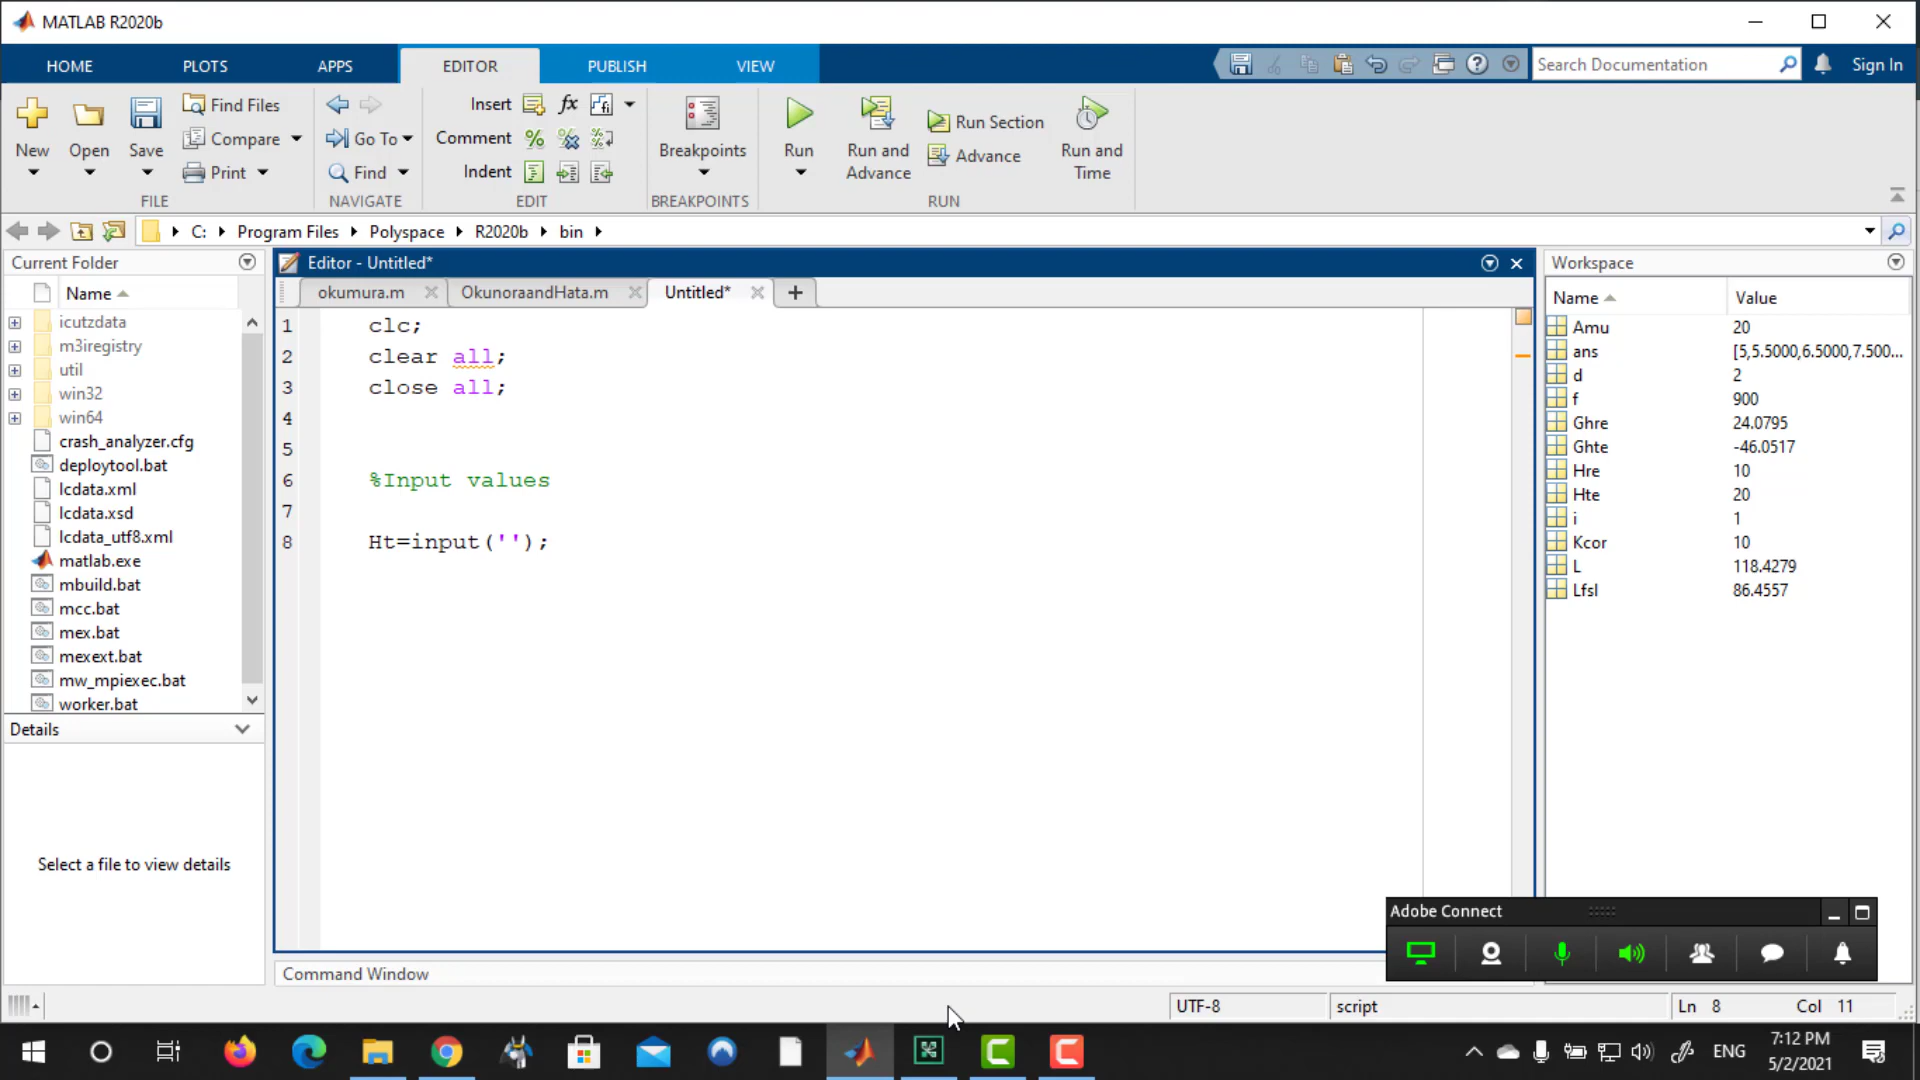 MATLAB R2020b
HOME PLOTS APPS EDITOR PUBLISH VIEW
Search Documentation
Sign In
New
Open
Save
Find Files
Compare
Print
FILE
Go To
Find
NAVIGATE
Insert fx
Comment
Indent
EDIT
Breakpoints
BREAKPOINTS
Run
Run and Advance
Run Section
Advance
Run and Time
RUN
C: Program Files Polyspace R2020b bin
Current Folder
Name
icutzdata
m3iregistry
util
win32
win64
crash_analyzer.cfg
deploytool.bat
lcdata.xml
lcdata.xsd
lcdata_utf8.xml
matlab.exe
mbuild.bat
mcc.bat
mex.bat
mexext.bat
mw_mpiexec.bat
worker.bat
Details
Select a file to view details
Editor - Untitled*
okumura.m OkunoraandHata.m Untitled*
1 clc;
2 clear all;
3 close all;
4
5
6 %Input values
7
8 Ht=input('');
Command Window
Workspace
Name Value
Amu 20
ans [5,5.5000,6.5000,7.500...
d 2
f 900
Ghre 24.0795
Ghte -46.0517
Hre 10
Hte 20
i 1
Kcor 10
L 118.4279
Lfsl 86.4557
Adobe Connect
UTF-8 script Ln 8 Col 11
ENG
7:12 PM
5/2/2021